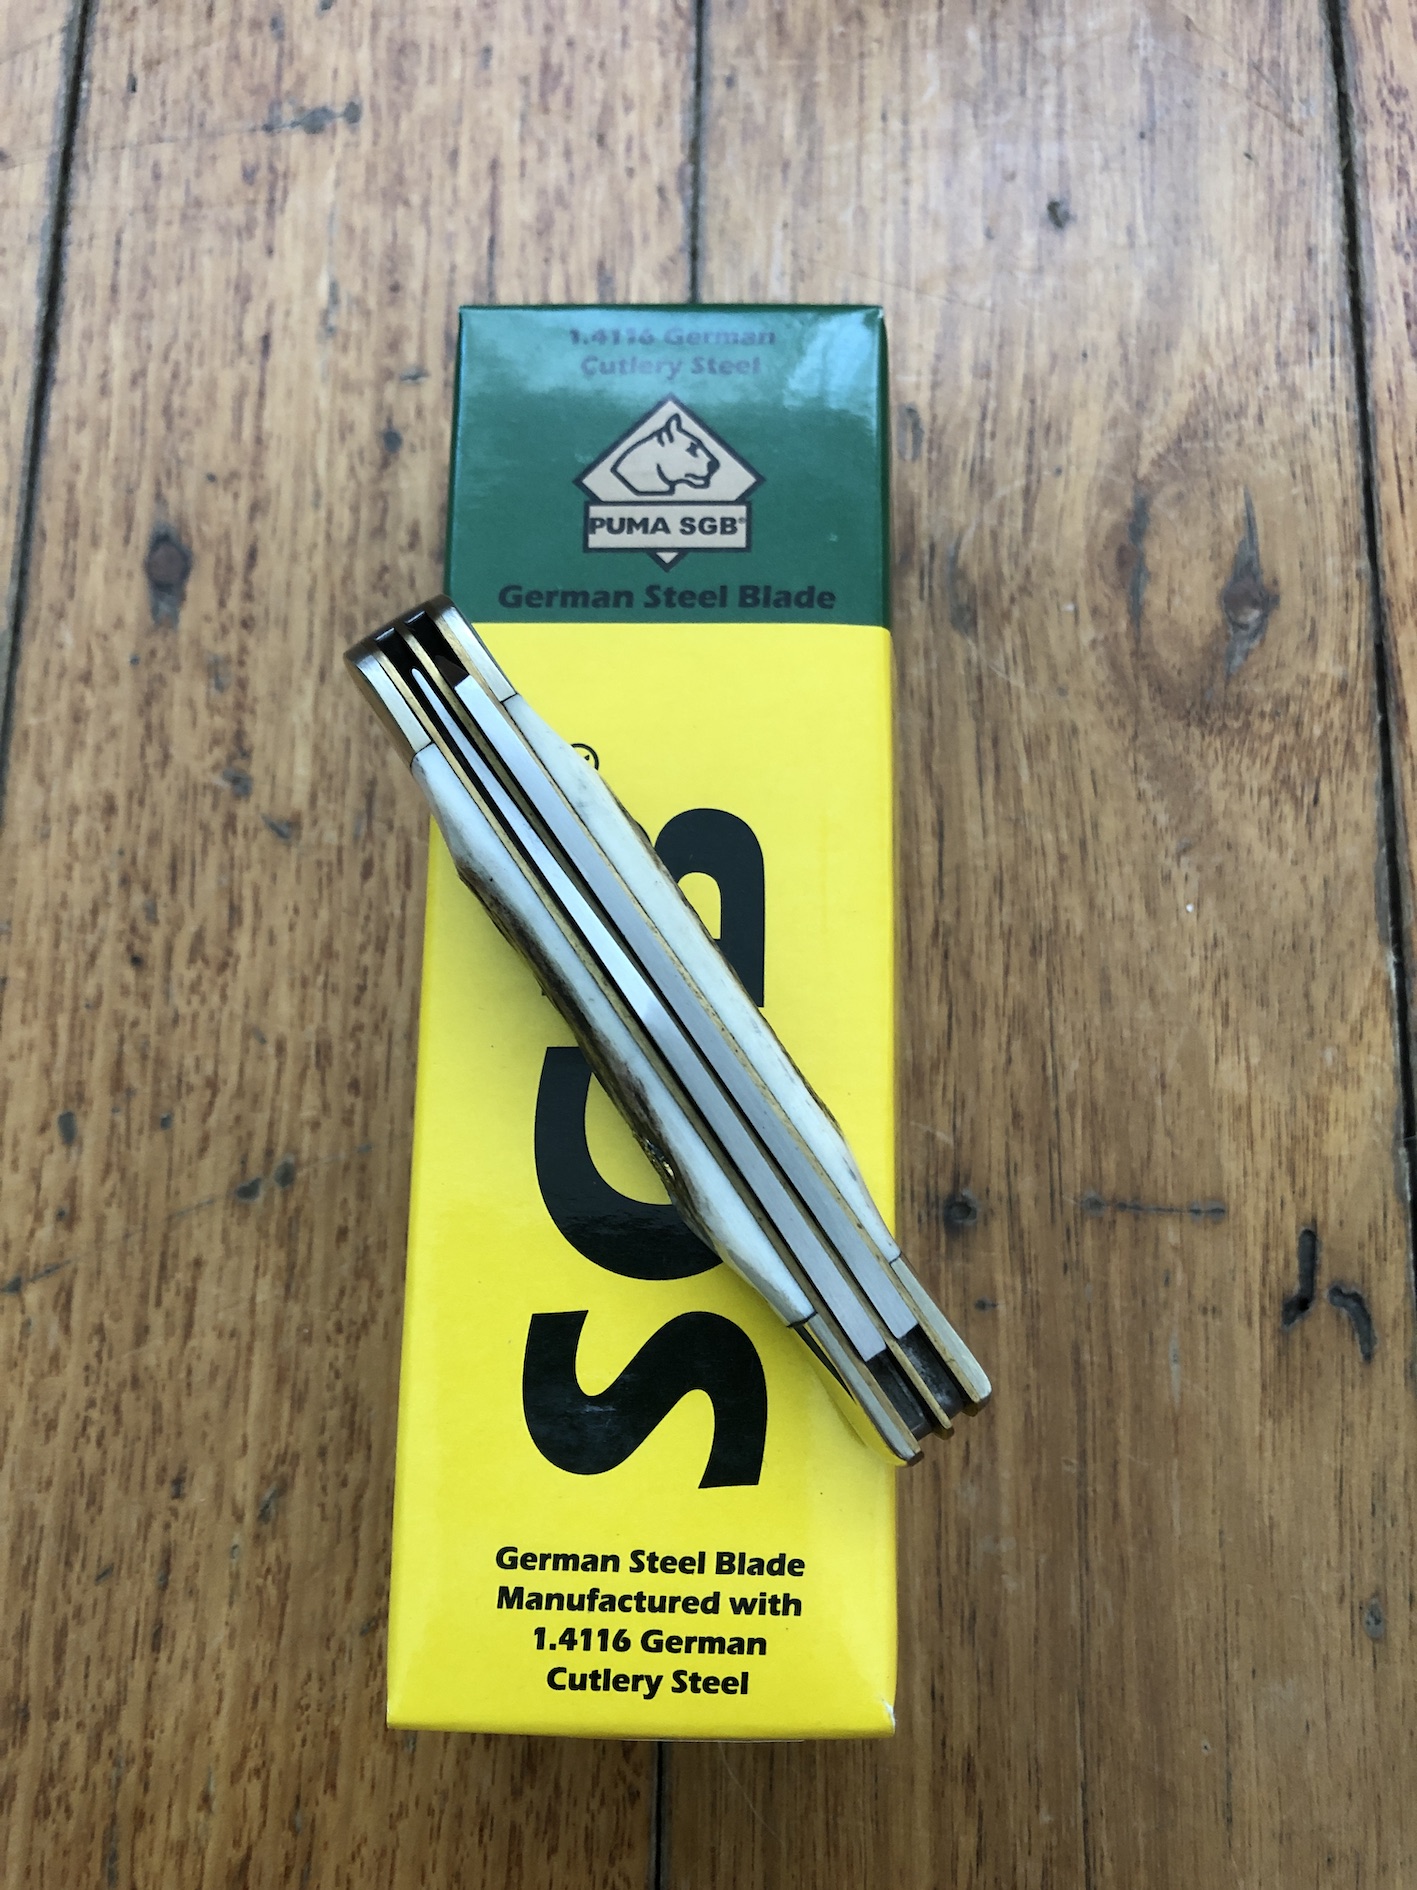 1.4116 German
Cutlery Steel
PUMA SGB®
German Steel Blade
®
SGB
German Steel Blade
Manufactured with
1.4116 German
Cutlery Steel